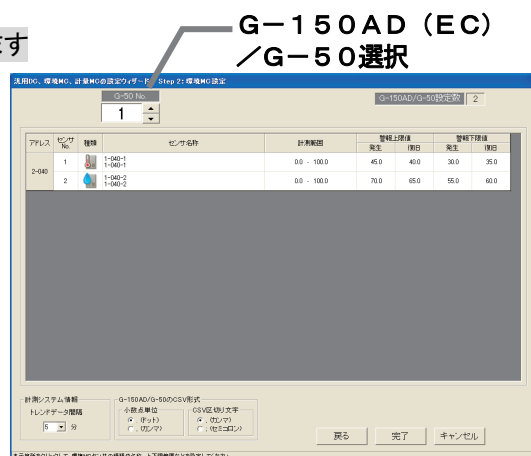 G－１５０AD（EC）
／G－５０選択
す
汎用DC、環境MC、計量MCの設定ウィザード Step 2：環境MC設定
G-50 No
1
G-150AD/G-50設定数 2
アドレス センサNo. 種類 センサ名称 計測範囲 警報上限値 警報下限値
発生 復旧 発生 復旧
2-040
1 1-040-1 0.0 - 100.0 45.0 40.0 30.0 35.0
1-040-1
2 1-040-2 0.0 - 100.0 70.0 65.0 55.0 60.0
1-040-2
計測システム情報
トレンドデータ間隔
5 分
G-150AD/G-50のCSV形式
小数点単位
. (ドット)
, (カンマ)
CSV区切り文字
, (カンマ)
; (セミコロン)
戻る 完了 キャンセル